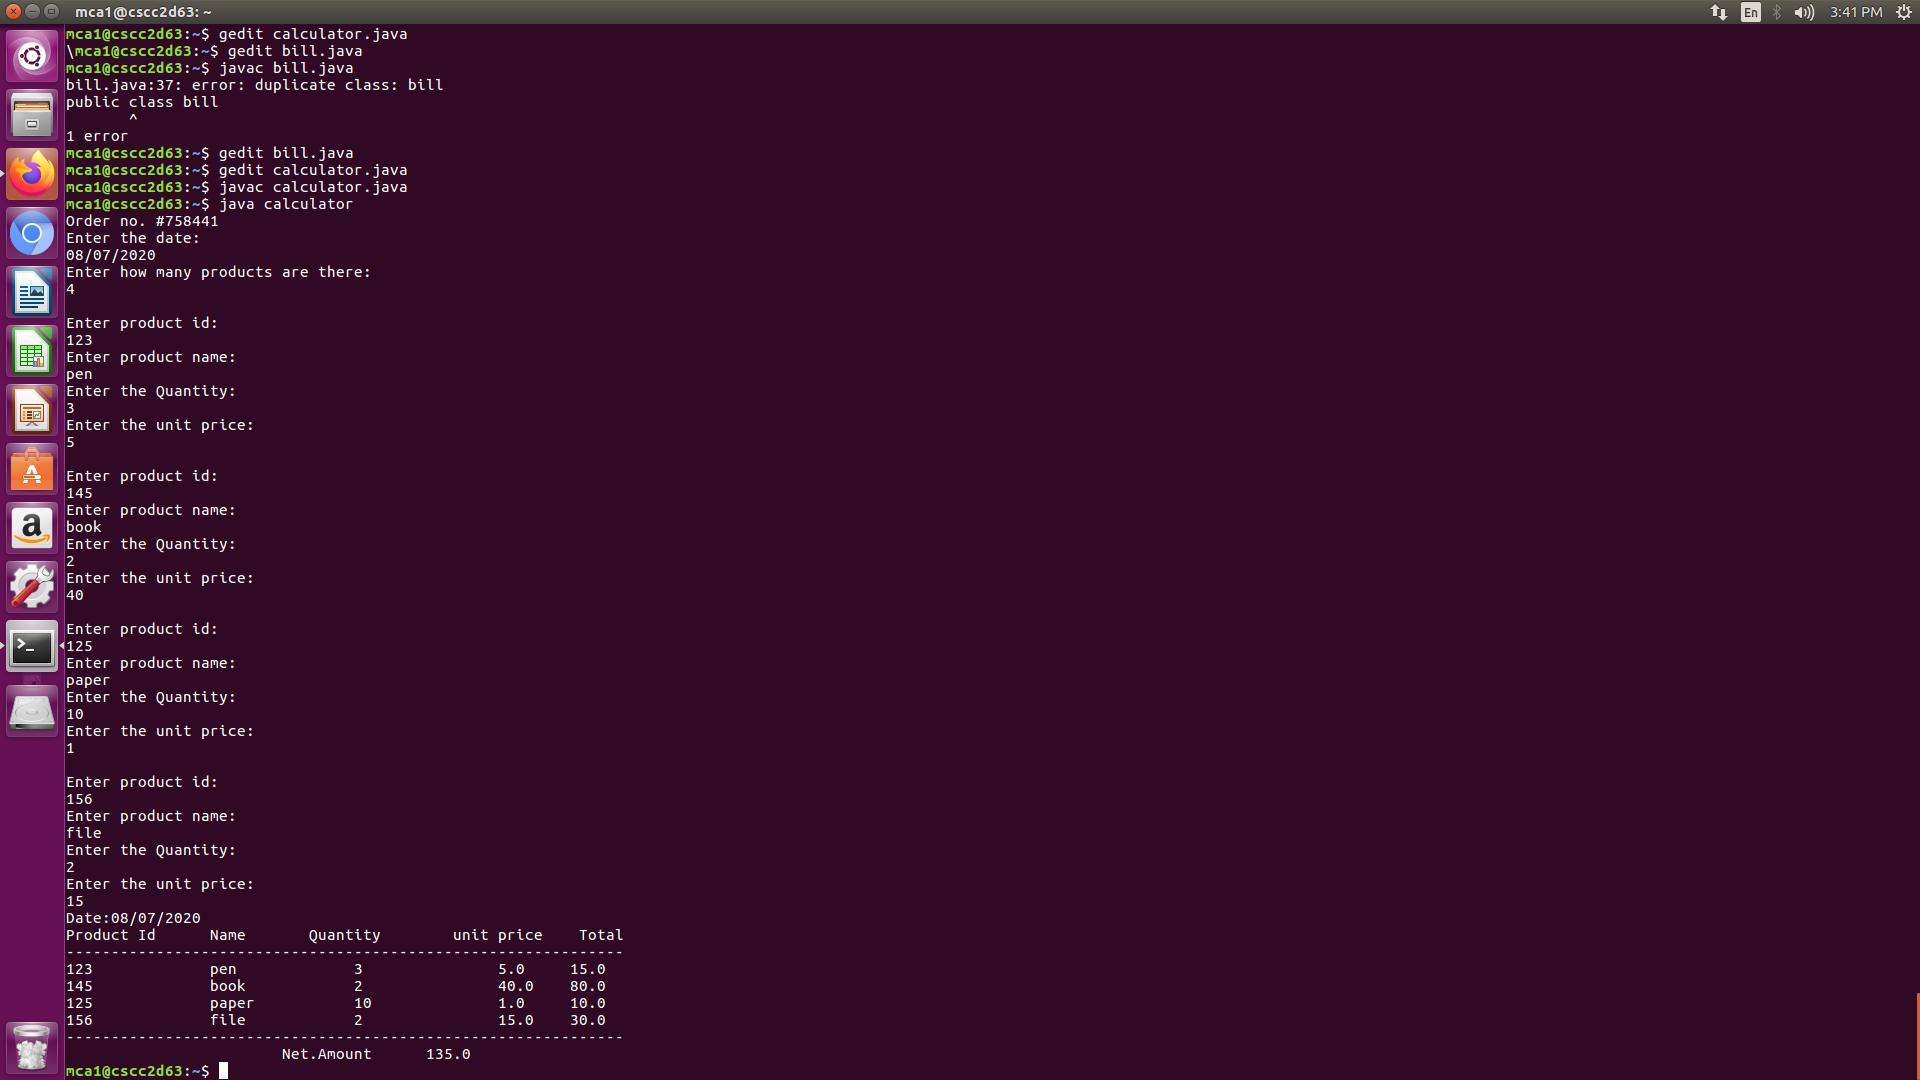 mca1@cscc2d63: ~
En
3:41 PM
mca1@cscc2d63:~$ gedit calculator.java
\mca1@cscc2d63:~$ gedit bill.java
mca1@cscc2d63:~$ javac bill.java
bill.java:37: error: duplicate class: bill
public class bill
       ^
1 error
mca1@cscc2d63:~$ gedit bill.java
mca1@cscc2d63:~$ gedit calculator.java
mca1@cscc2d63:~$ javac calculator.java
mca1@cscc2d63:~$ java calculator
Order no. #758441
Enter the date:
08/07/2020
Enter how many products are there:
4
Enter product id:
123
Enter product name:
pen
Enter the Quantity:
3
Enter the unit price:
5
Enter product id:
145
Enter product name:
book
Enter the Quantity:
2
Enter the unit price:
40
Enter product id:
125
Enter product name:
paper
Enter the Quantity:
10
Enter the unit price:
1
Enter product id:
156
Enter product name:
file
Enter the Quantity:
2
Enter the unit price:
15
Date:08/07/2020
Product Id      Name       Quantity        unit price    Total
--------------------------------------------------------------
123             pen             3               5.0     15.0
145             book            2               40.0    80.0
125             paper           10              1.0     10.0
156             file            2               15.0    30.0
--------------------------------------------------------------
                        Net.Amount      135.0
mca1@cscc2d63:~$